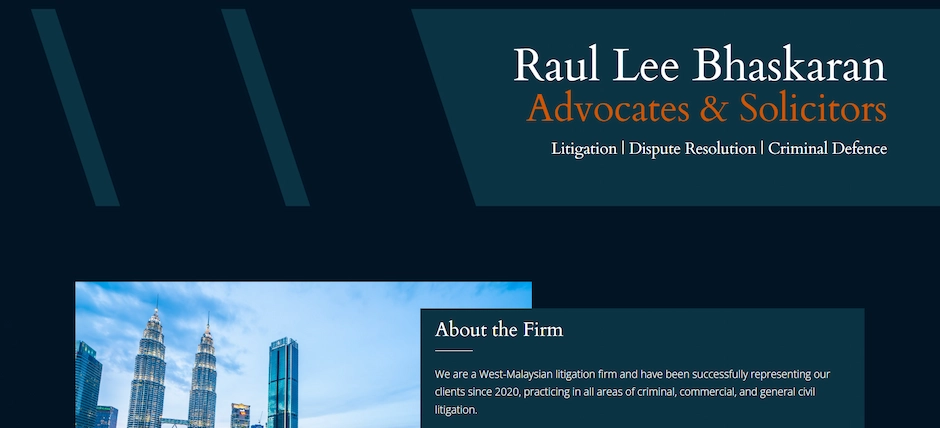 Raul Lee Bhaskaran
Advocates & Solicitors
Litigation | Dispute Resolution | Criminal Defence
About the Firm
We are a West-Malaysian litigation firm and have been successfully representing our
clients since 2020, practicing in all areas of criminal, commercial, and general civil
litigation.